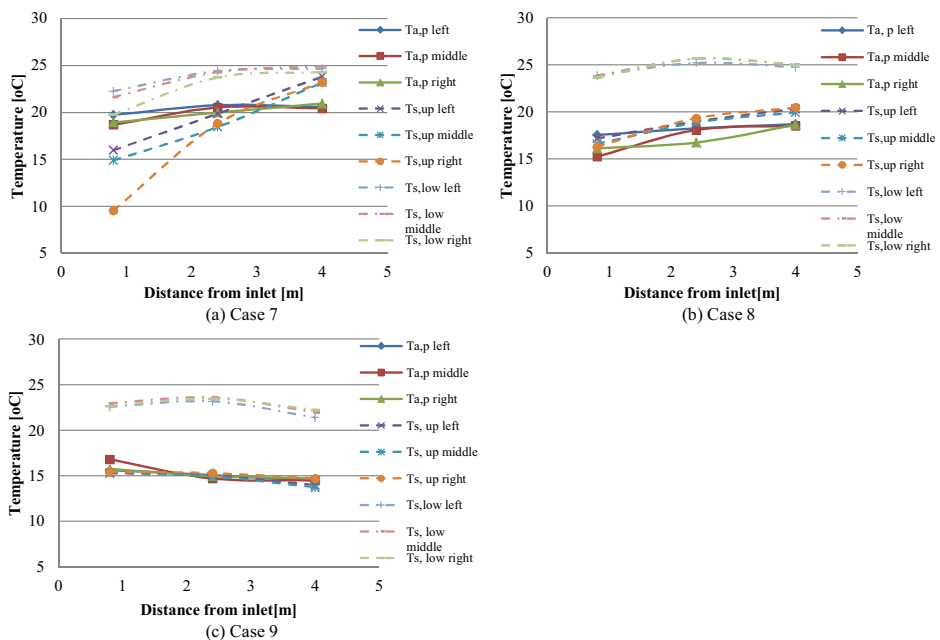 30
25
20
15
10
5
0
1
2
3
4
5
Temperature [oC]
Distance from inlet [m]
Ta,p left
Ta,p middle
Ta,p right
Ts,up left
Ts,up middle
Ts,up right
Ts,low left
Ts, low
middle
Ts, low right
(a) Case 7
30
25
20
15
10
5
0
1
2
3
4
5
Temperature [oC]
Distance from inlet[m]
Ta, p left
Ta,p middle
Ta,p right
Ts,up left
Ts,up middle
Ts,up right
Ts,low left
Ts,low
middle
Ts,low right
(b) Case 8
30
25
20
15
10
5
0
1
2
3
4
5
Temperature [oC]
Distance from inlet[m]
Ta,p left
Ta,p middle
Ta,p right
Ts, up left
Ts, up middle
Ts, up right
Ts,low left
Ts, low
middle
Ts, low right
(c) Case 9